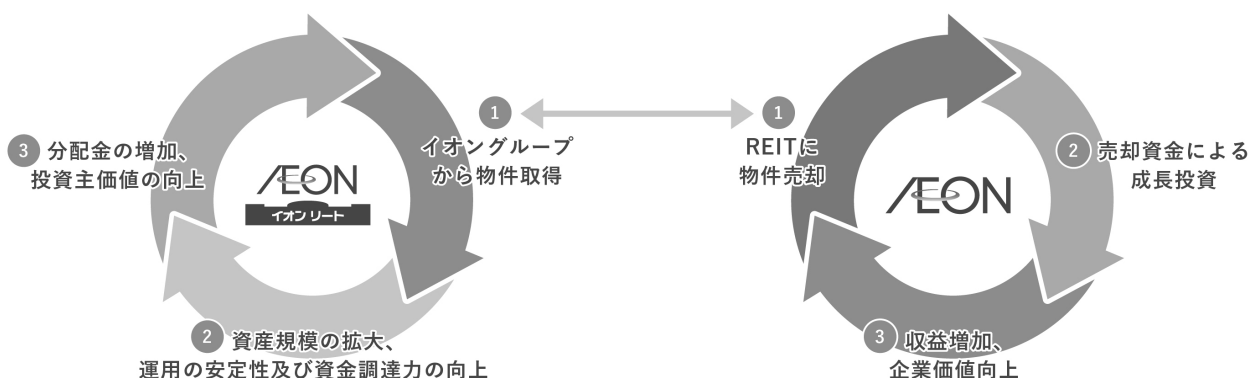 3 分配金の増加、
投資主価値の向上
ÆON
イオン リート
1
イオングループ
から物件取得
2 資産規模の拡大、
運用の安定性及び資金調達力の向上
1
REITに
物件売却
ÆON
2 売却資金による
成長投資
3 収益増加、
企業価値向上